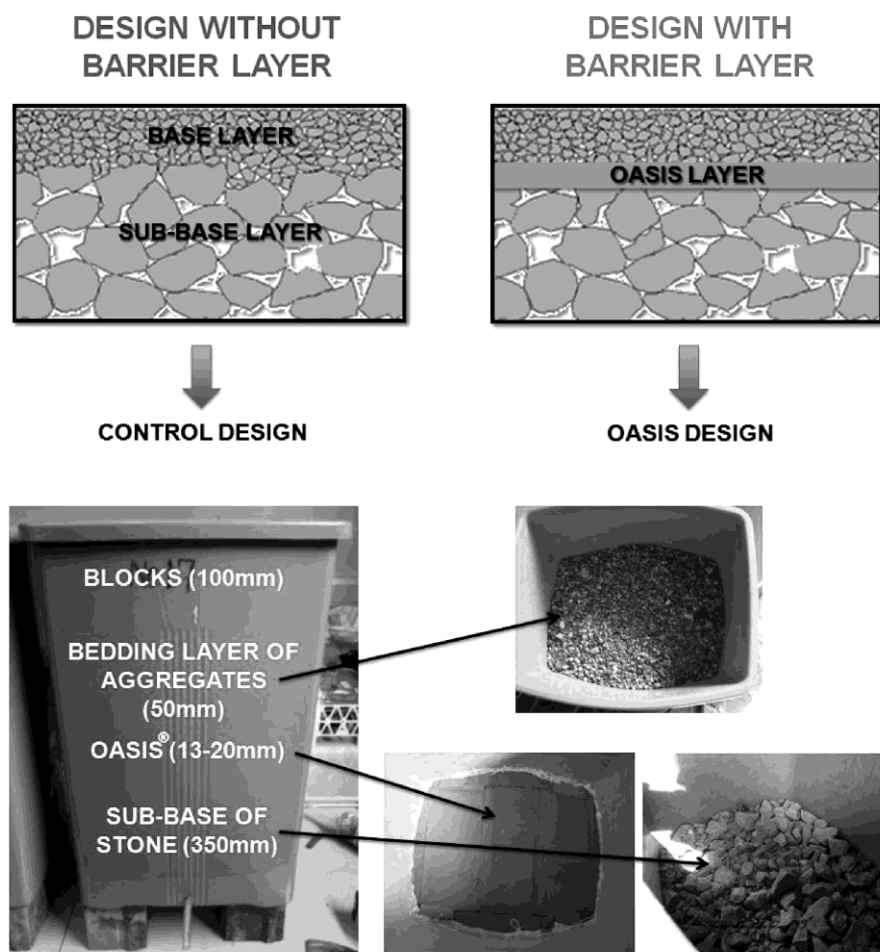 DESIGN WITHOUT
BARRIER LAYER
DESIGN WITH
BARRIER LAYER
BASE LAYER
SUB-BASE LAYER
OASIS LAYER
CONTROL DESIGN
OASIS DESIGN
BLOCKS (100mm)
BEDDING LAYER OF
AGGREGATES
(50mm)
OASIS® (13-20mm)
SUB-BASE OF
STONE (350mm)